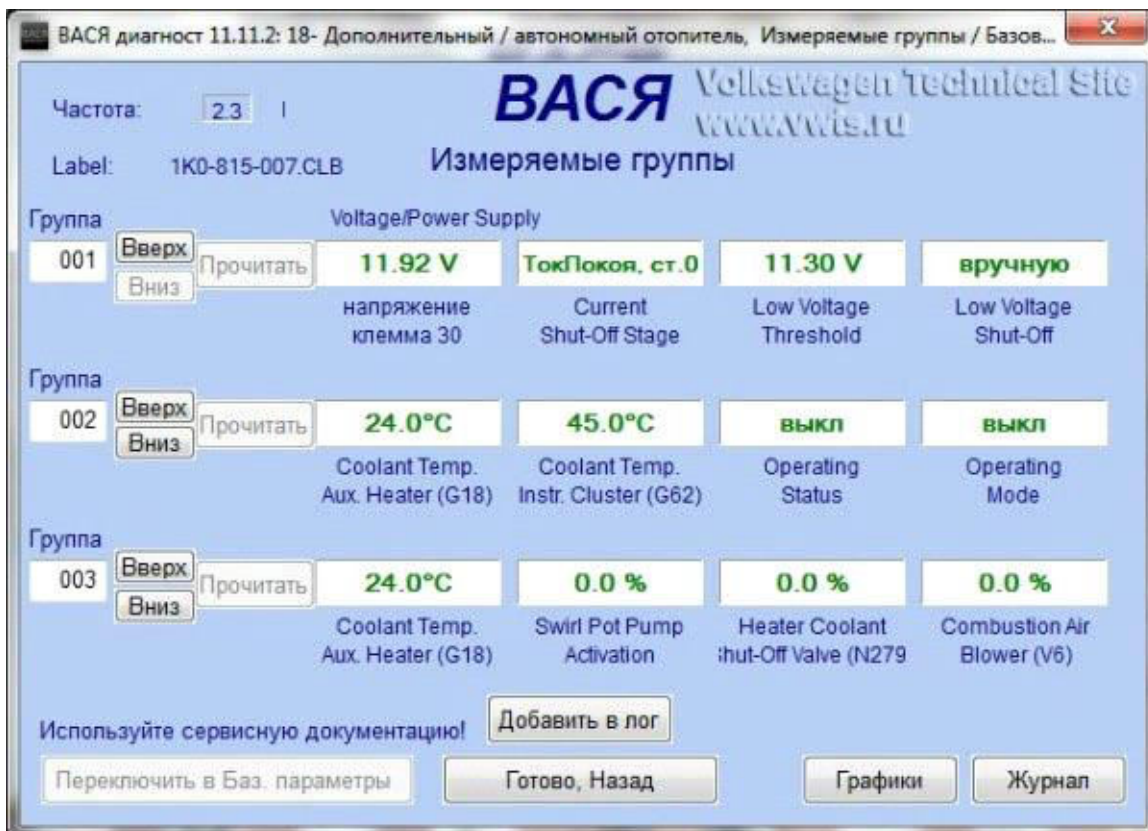 ВАСЯ диагност 11.11.2: 18- Дополнительный / автономный отопитель, Измеряемые группы / Базов...
Частота: 2.3
ВАСЯ
Volkswagen Technical Site
www.vwts.ru
Label: 1K0-815-007.CLB
Измеряемые группы
Группа
Voltage/Power Supply
001 Вверх Вниз Прочитать 11.92 V ТокПокоя, ст.0 11.30 V вручную
напряжение Current Low Voltage Low Voltage
клемма 30 Shut-Off Stage Threshold Shut-Off
Группа
002 Вверх Вниз Прочитать 24.0°C 45.0°C выкл выкл
Coolant Temp. Coolant Temp. Operating Operating
Aux. Heater (G18) Instr. Cluster (G62) Status Mode
Группа
003 Вверх Вниз Прочитать 24.0°C 0.0 % 0.0 % 0.0 %
Coolant Temp. Swirl Pot Pump Heater Coolant Combustion Air
Aux. Heater (G18) Activation hut-Off Valve (N279 Blower (V6)
Используйте сервисную документацию!
Добавить в лог
Переключить в Баз. параметры Готово, Назад Графики Журнал